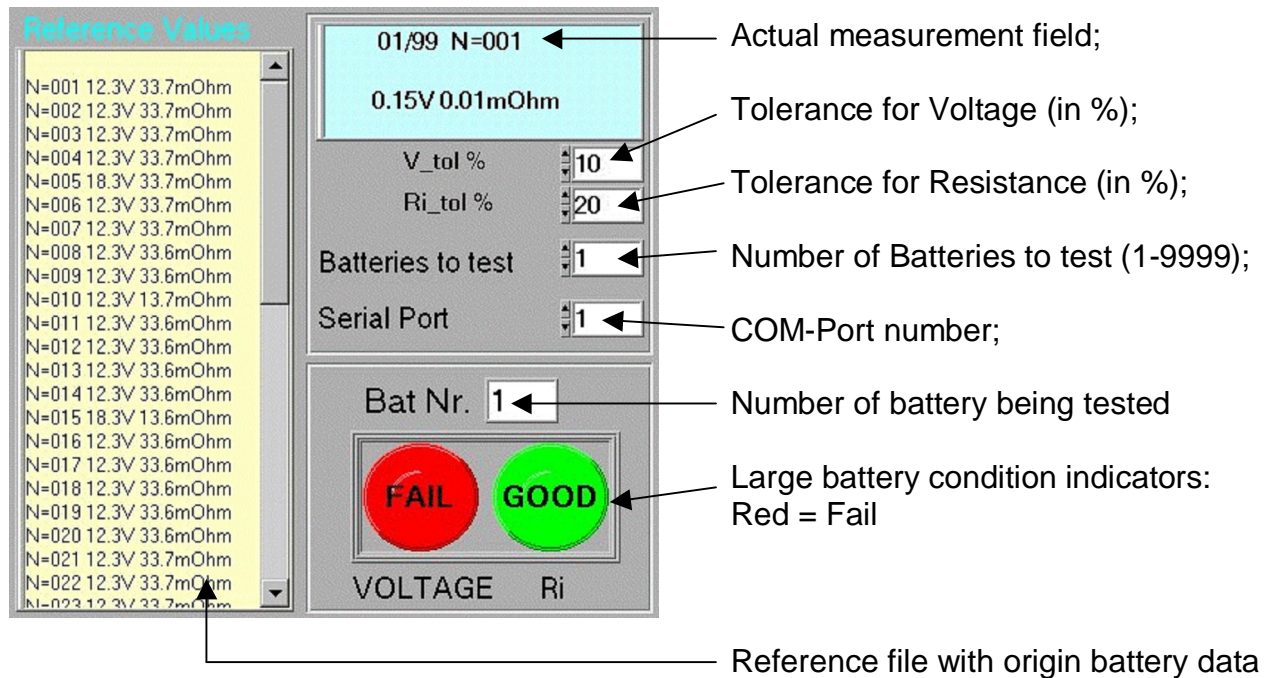 Reference Values
N=001 12.3V 33.7mOhm
N=002 12.3V 33.7mOhm
N=003 12.3V 33.7mOhm
N=004 12.3V 33.7mOhm
N=005 18.3V 33.7mOhm
N=006 12.3V 33.7mOhm
N=007 12.3V 33.7mOhm
N=008 12.3V 33.6mOhm
N=009 12.3V 33.6mOhm
N=010 12.3V 13.7mOhm
N=011 12.3V 33.6mOhm
N=012 12.3V 33.6mOhm
N=013 12.3V 33.6mOhm
N=014 12.3V 33.6mOhm
N=015 18.3V 13.6mOhm
N=016 12.3V 33.6mOhm
N=017 12.3V 33.6mOhm
N=018 12.3V 33.6mOhm
N=019 12.3V 33.6mOhm
N=020 12.3V 33.6mOhm
N=021 12.3V 33.7mOhm
N=022 12.3V 33.7mOhm
N=023 12.3V 33.7mOhm
01/99 N=001
0.15V 0.01mOhm
V_tol % 10
Ri_tol % 20
Batteries to test 1
Serial Port 1
Bat Nr. 1
FAIL GOOD
VOLTAGE Ri
Actual measurement field;
Tolerance for Voltage (in %);
Tolerance for Resistance (in %);
Number of Batteries to test (1-9999);
COM-Port number;
Number of battery being tested
Large battery condition indicators:
Red = Fail
Reference file with origin battery data